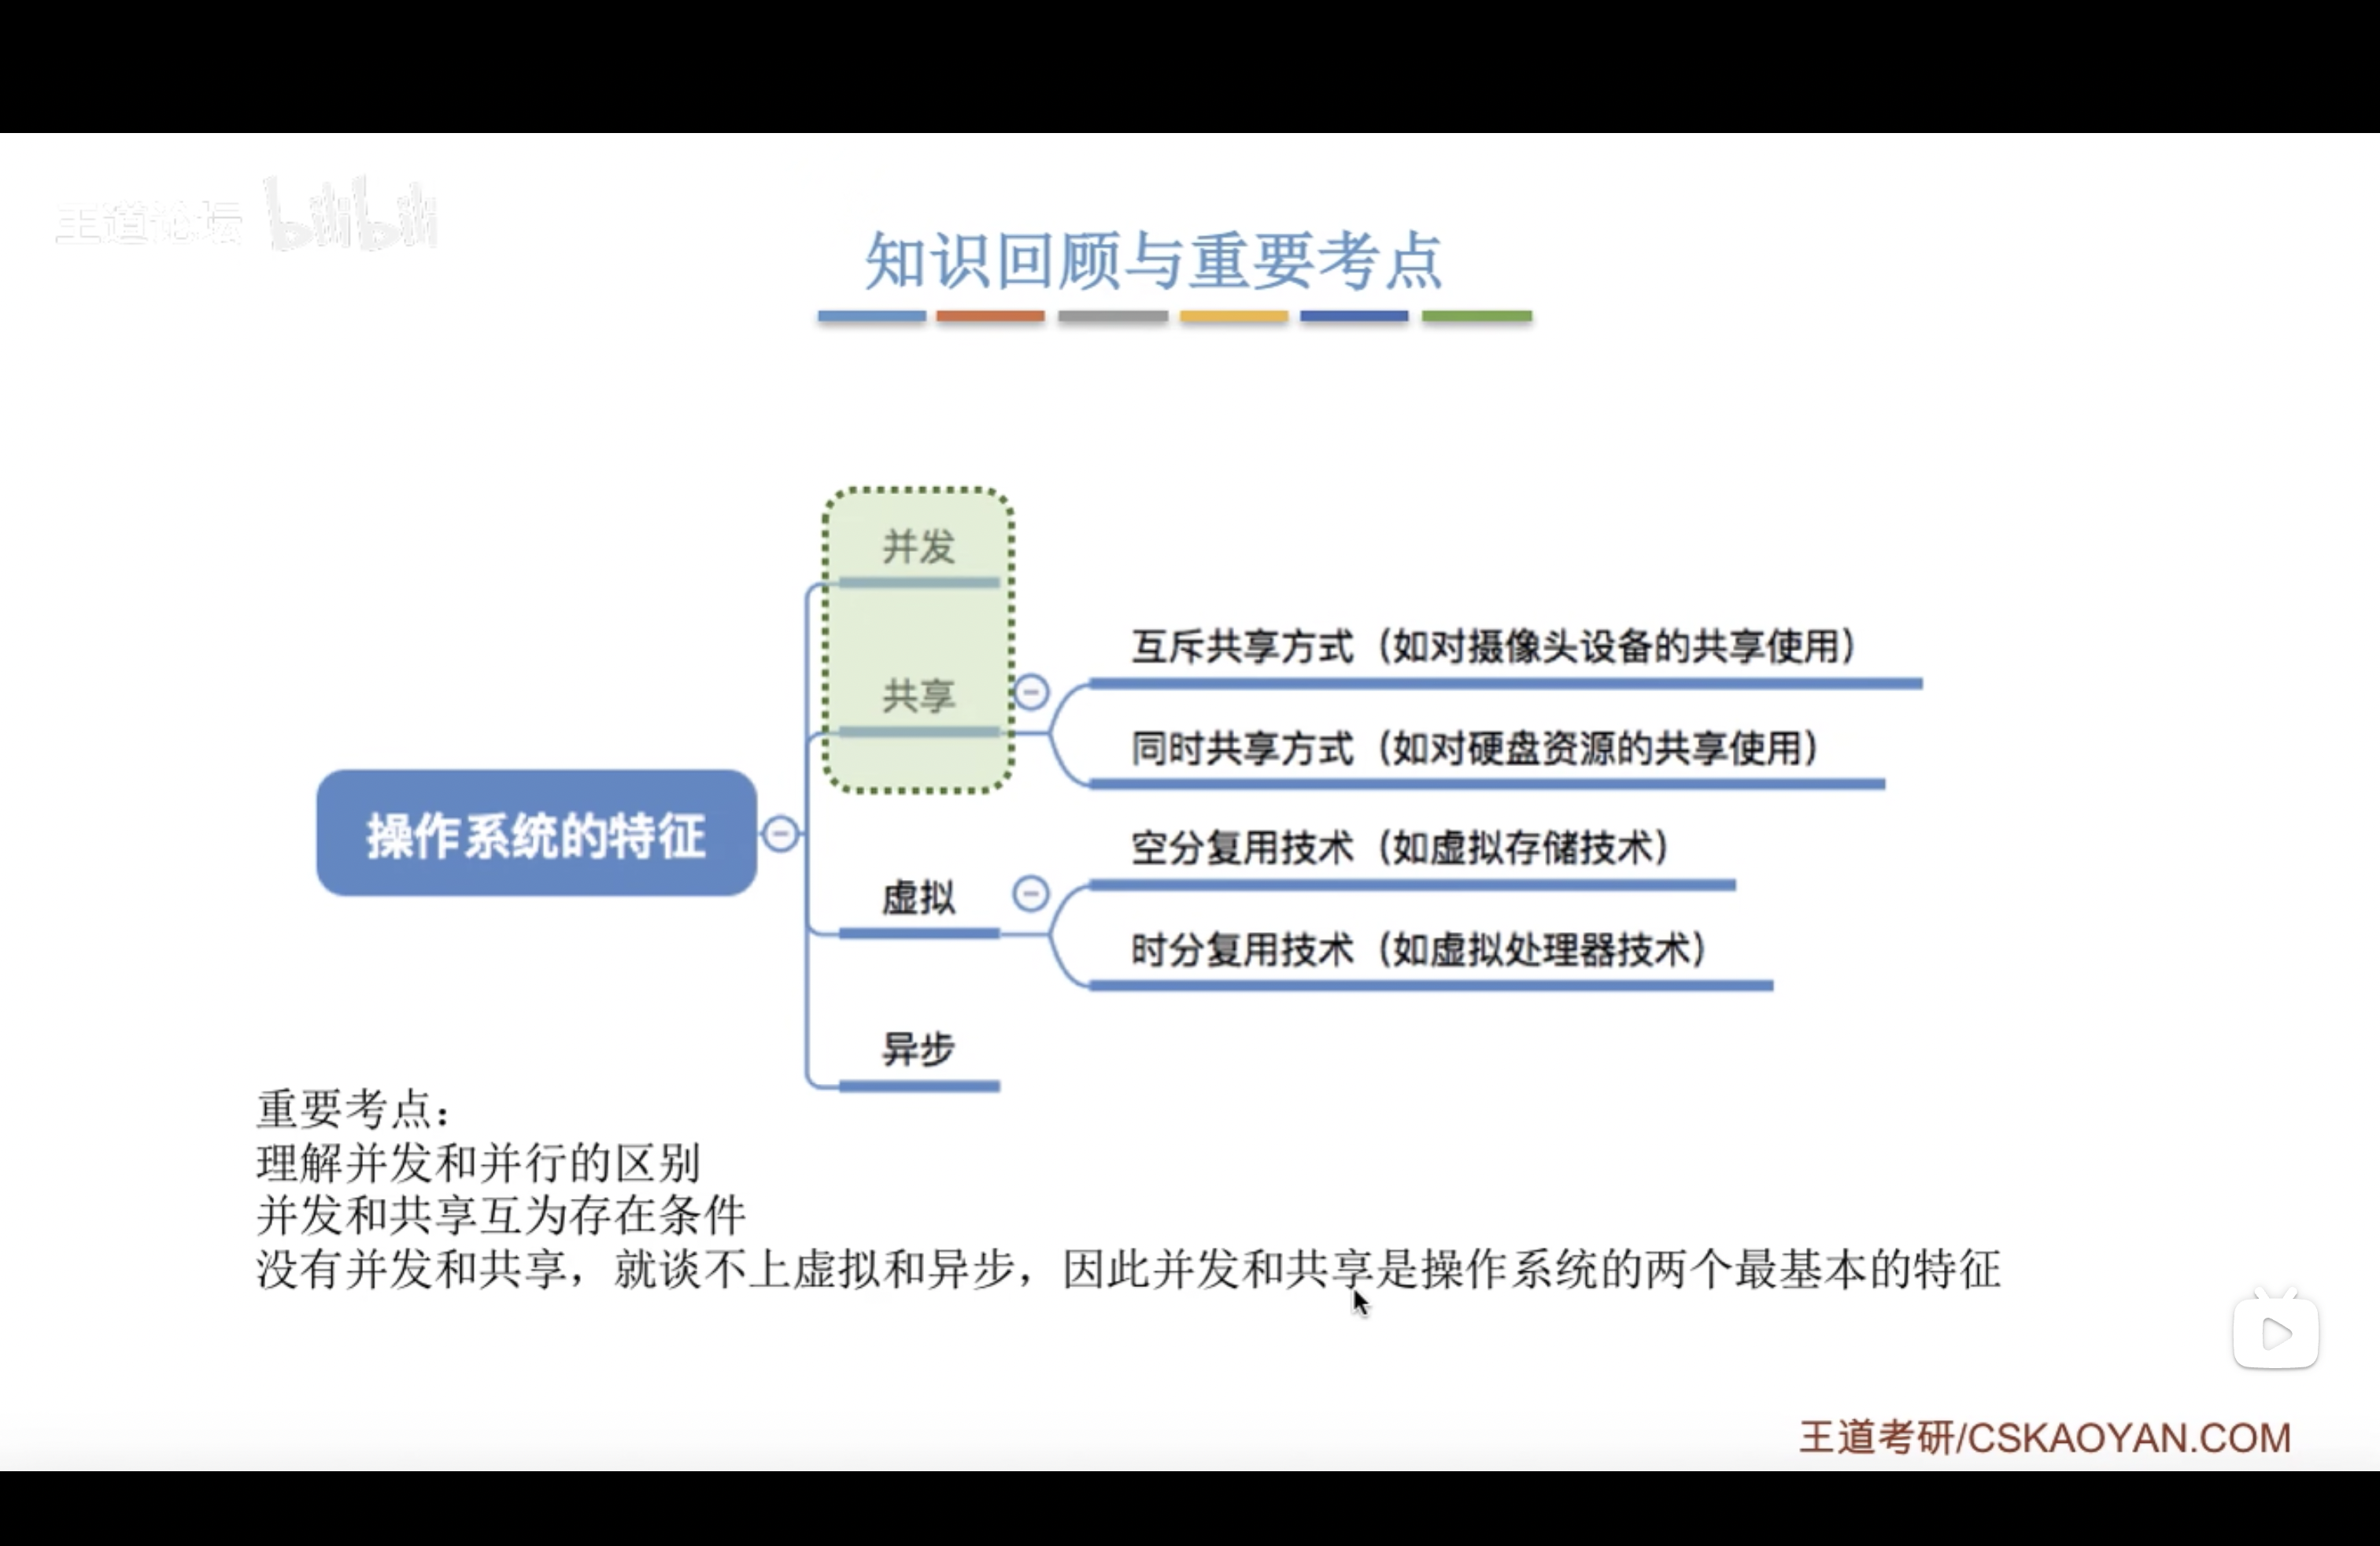 王道论坛 bilibili
知识回顾与重要考点
并发
共享
互斥共享方式（如对摄像头设备的共享使用）
同时共享方式（如对硬盘资源的共享使用）
操作系统的特征
虚拟
空分复用技术（如虚拟存储技术）
时分复用技术（如虚拟处理器技术）
异步
重要考点：
理解并发和并行的区别
并发和共享互为存在条件
没有并发和共享，就谈不上虚拟和异步，因此并发和共享是操作系统的两个最基本的特征
王道考研/CSKAOYAN.COM